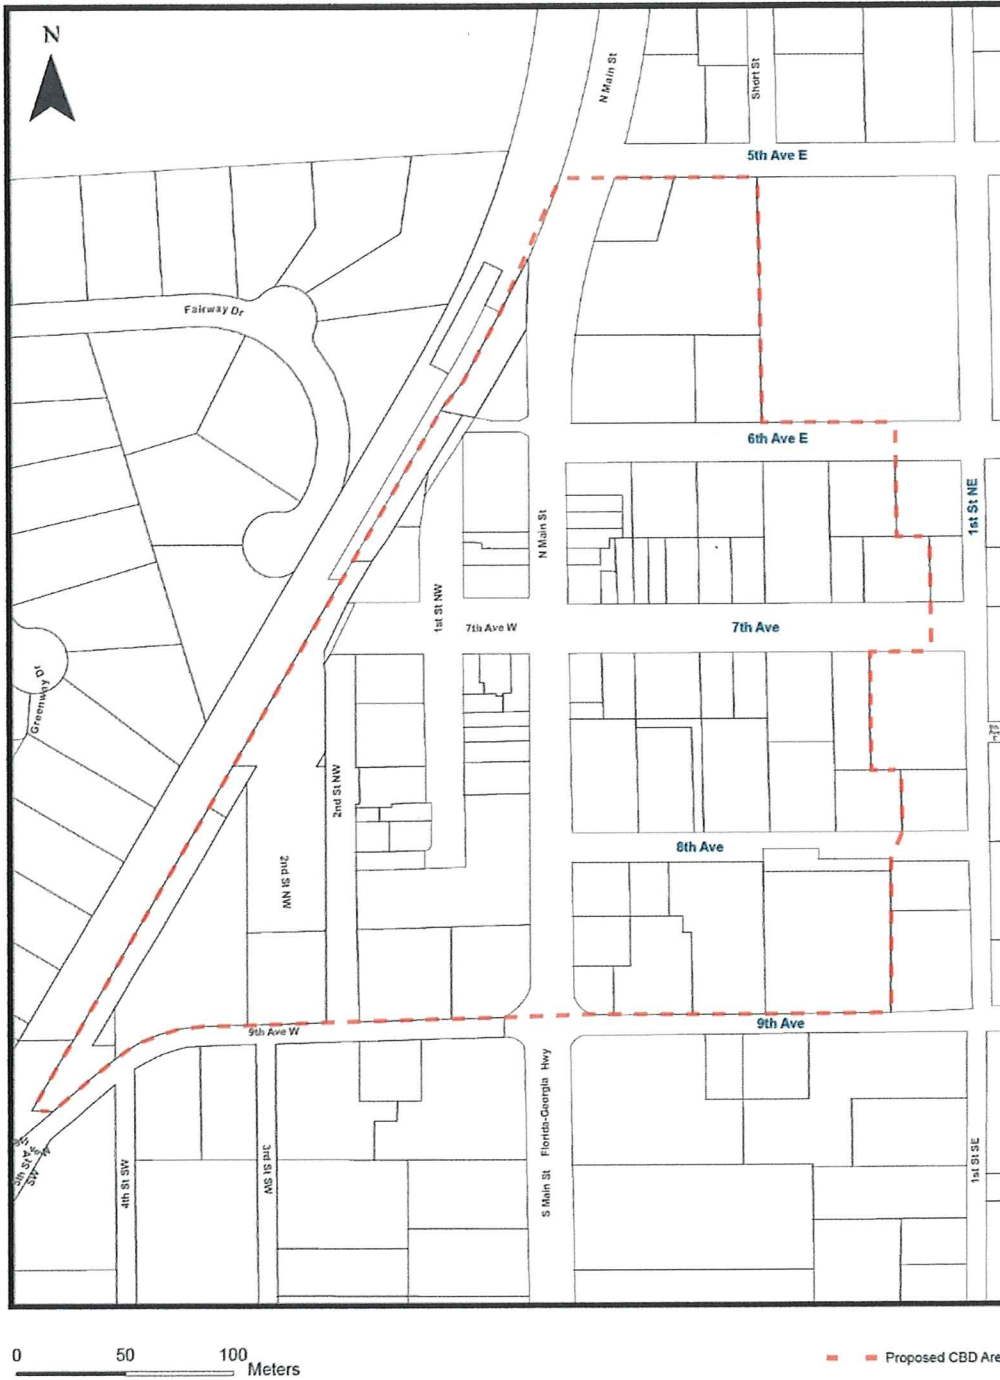 N
N Main St
Short St
5th Ave E
Fairway Dr
6th Ave E
1st St NE
N Main St
1st St NW
7th Ave W
7th Ave
Greenway Dr
2nd St NW
8th Ave
2nd St NW
9th Ave W
9th Ave
S Main St Florida-Georgia Hwy
5th St
SW
4th St SW
3rd St SW
1st St SE
0 50 100 Meters
Proposed CBD Are